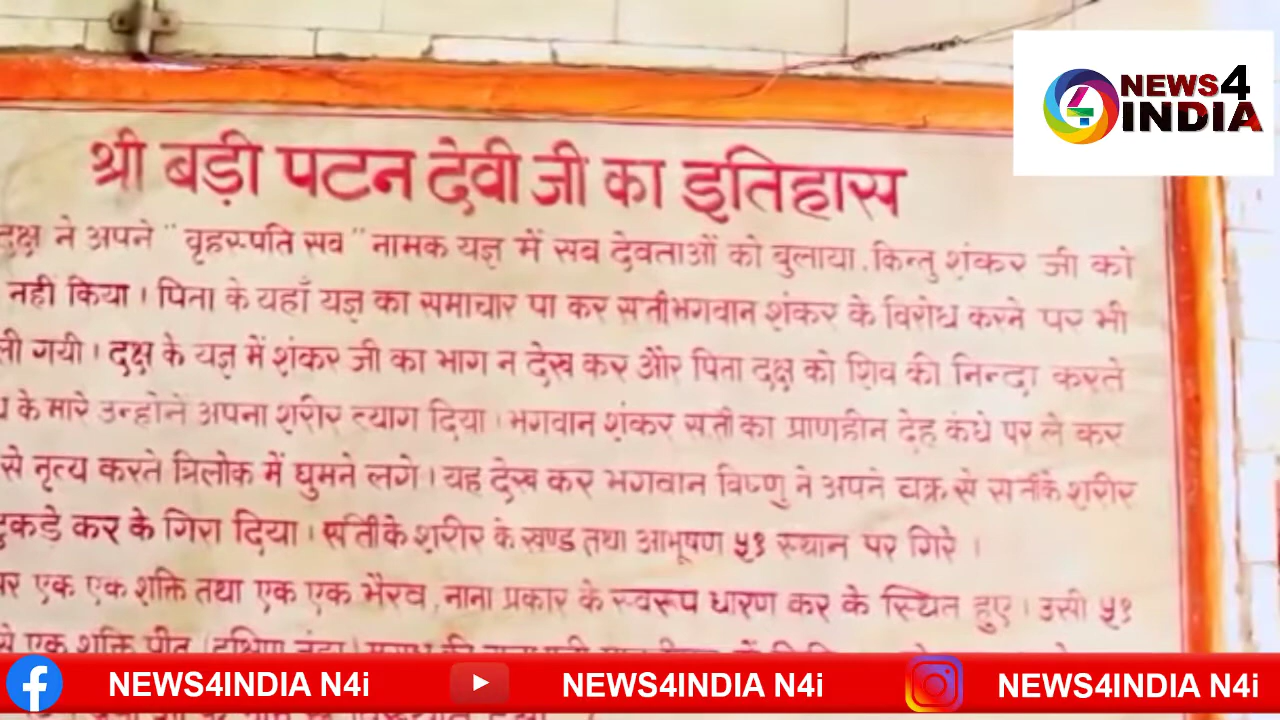 NEWS4
INDIA
श्री बड़ी पटन देवी जी का इतिहास
दक्ष ने अपने "वृहस्पति सव" नामक यज्ञ में सब देवताओं को बुलाया. किन्तु शंकर जी को
नहीं किया। पिता के यहाँ यज्ञ का समाचार पा कर सती भगवान शंकर के विरोध करने पर भी
ली गयी। दक्ष के यज्ञ में शंकर जी का भाग न देख कर और पिता दक्ष को शिव की निन्दा करते
के मारे उन्होने अपना शरीर त्याग दिया। भगवान शंकर सती का प्राणहीन देह कंधे पर ले कर
से नृत्य करते त्रिलोक में घुमने लगे। यह देख कर भगवान विष्णु ने अपने चक्र से सती के शरीर
टुकड़े कर के गिरा दिया। सती के शरीर के खण्ड तथा आभूषण ५१ स्थान पर गिरे।
पर एक एक शक्ति तथा एक एक भैरव, नाना प्रकार के स्वरूप धारण कर के स्थित हुए। उसी ५१
से एक शक्ति
NEWS4INDIA N4i NEWS4INDIA N4i NEWS4INDIA N4i